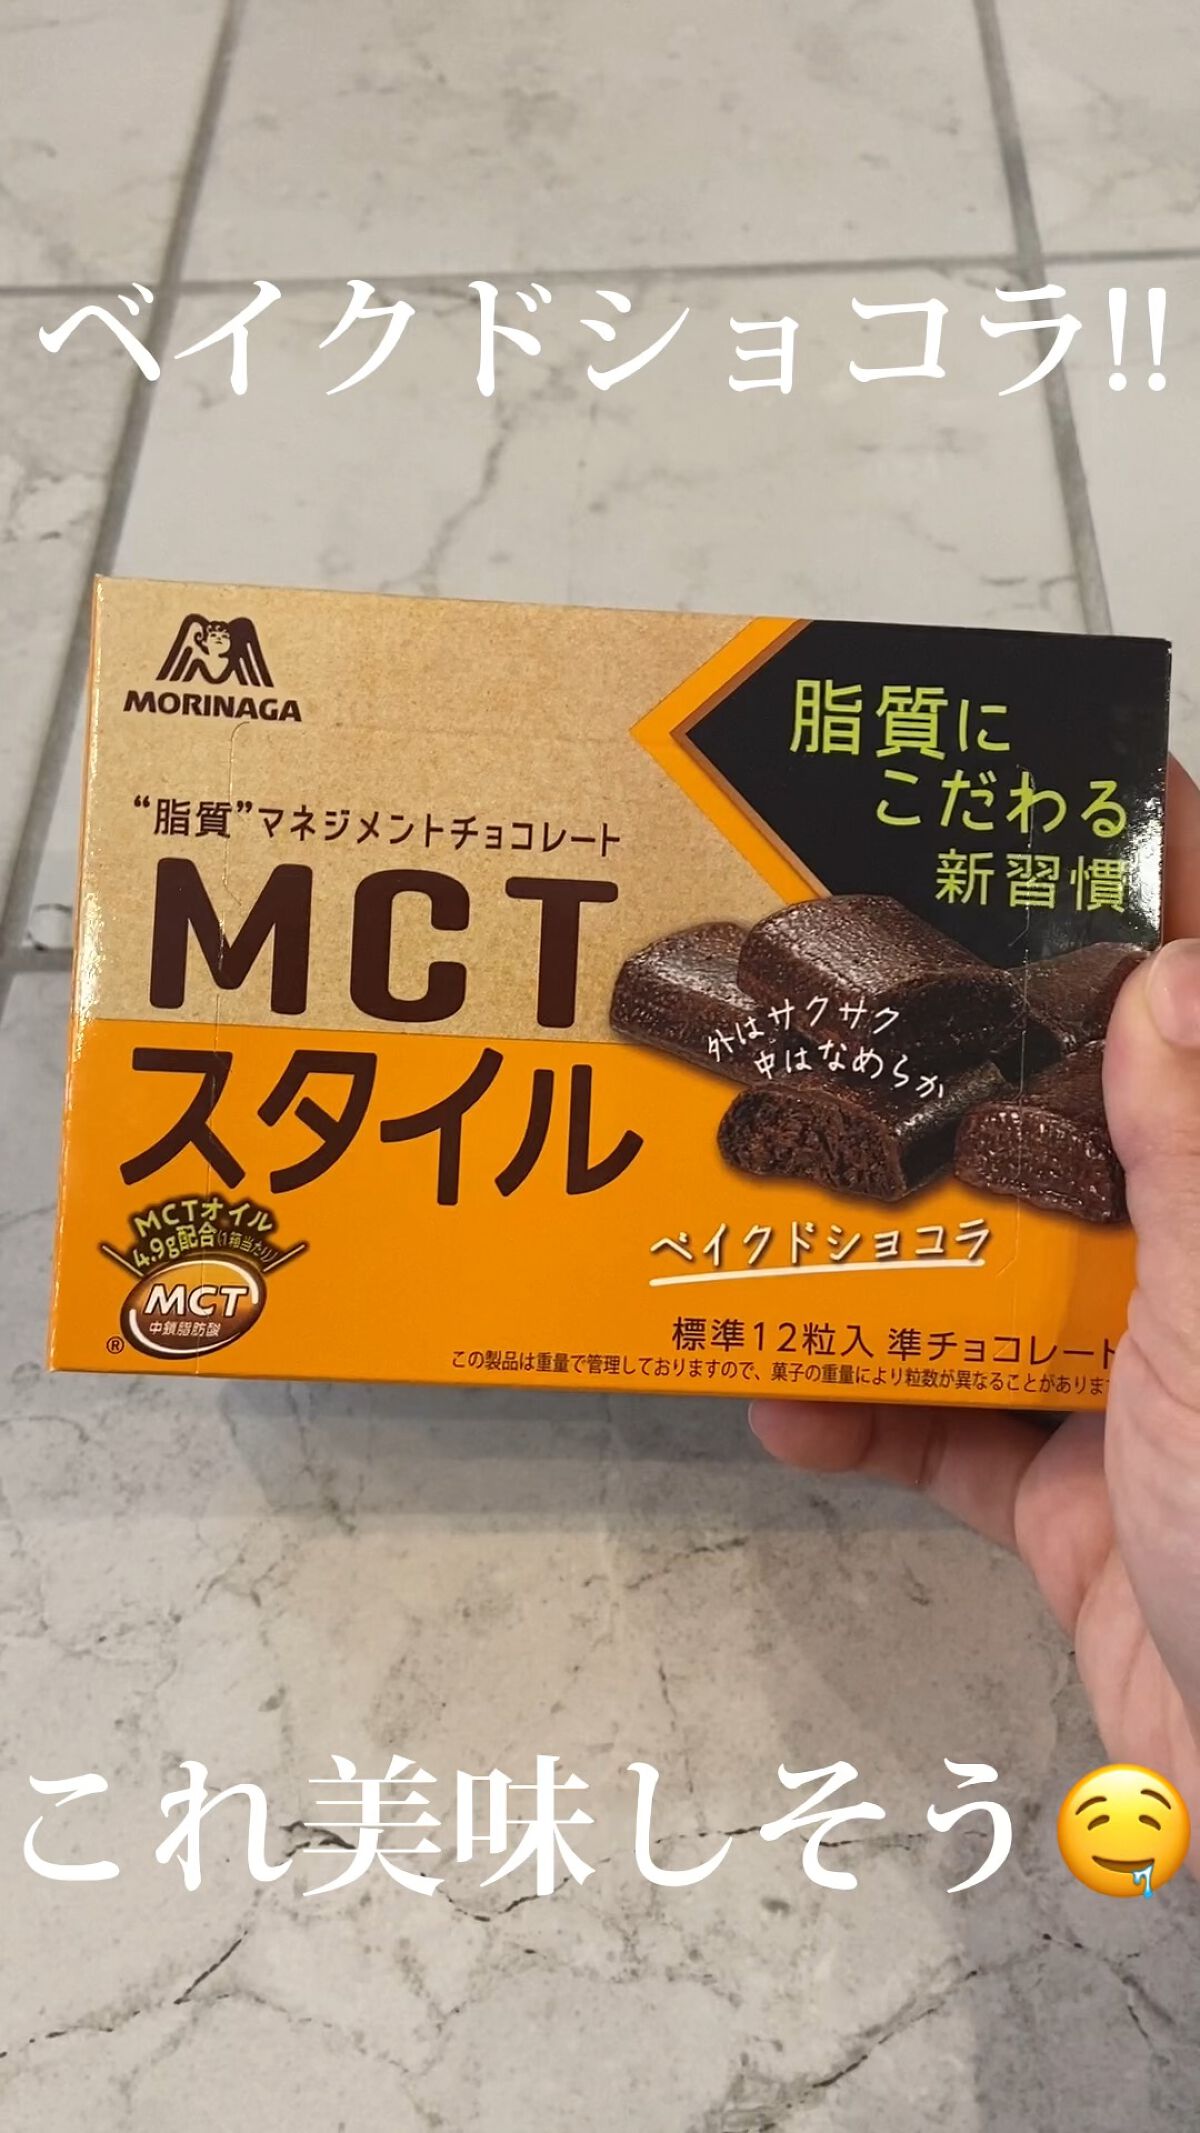 ベイクドショコラ!!
MORINAGA
脂質に
こだわる
新習慣
“脂質”マネジメントチョコレート
MCT
スタイル
外はサクサク
中はなめらか
MCTオイル
4.9g配合(1箱当たり)
MCT
中鎖脂肪酸
®
ベイクドショコラ
標準12粒入 準チョコレート
この製品は重量で管理しておりますので、菓子の重量により粒数が異なることがありま
これ美味しそう🤤